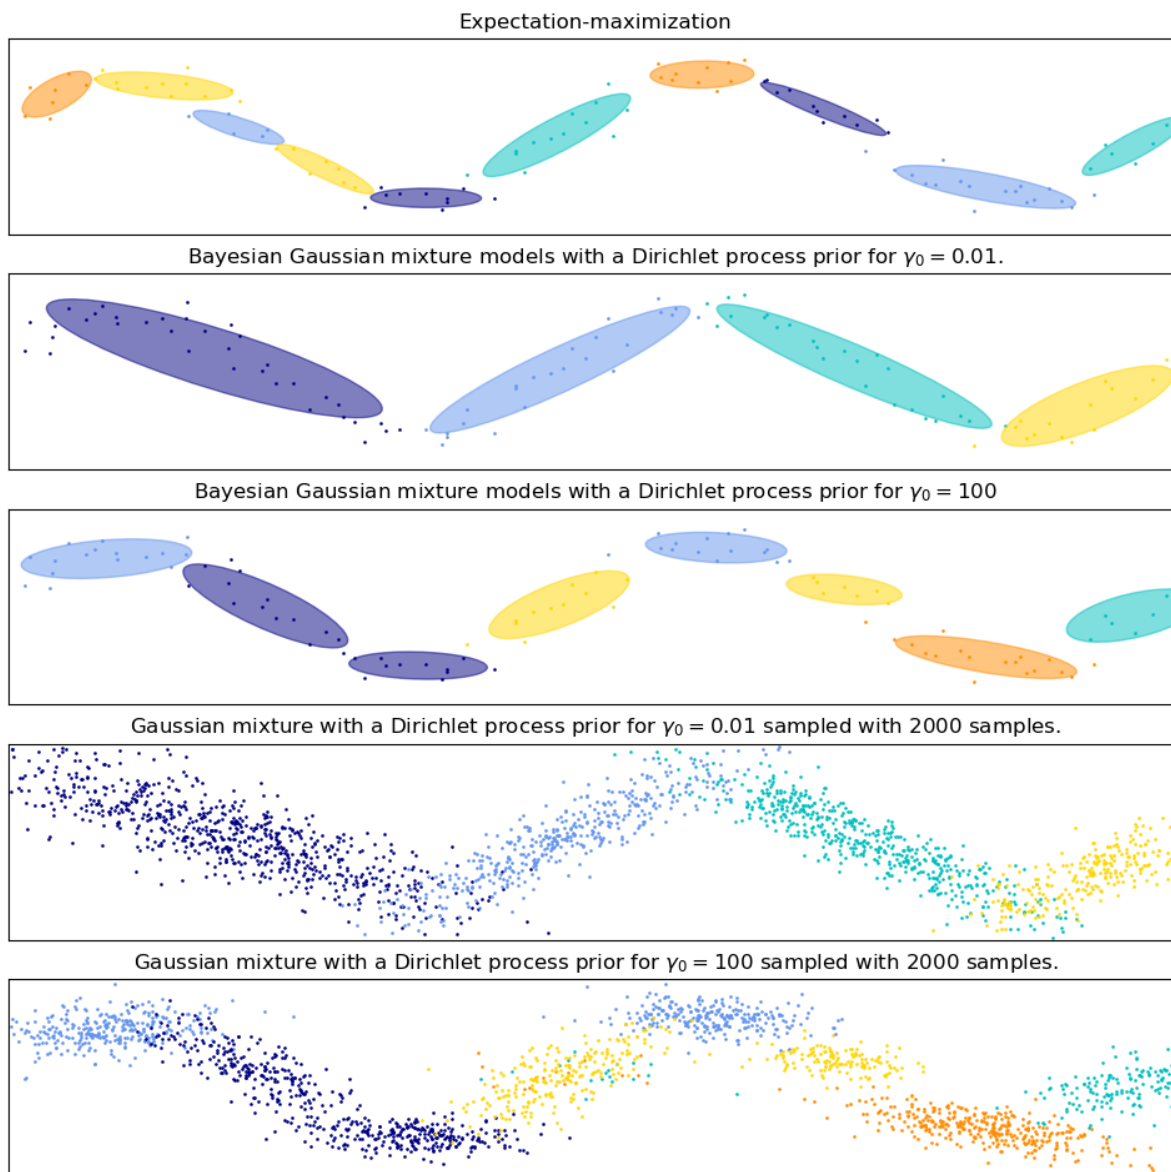 Expectation-maximization
Bayesian Gaussian mixture models with a Dirichlet process prior for γ₀ = 0.01.
Bayesian Gaussian mixture models with a Dirichlet process prior for γ₀ = 100
Gaussian mixture with a Dirichlet process prior for γ₀ = 0.01 sampled with 2000 samples.
Gaussian mixture with a Dirichlet process prior for γ₀ = 100 sampled with 2000 samples.